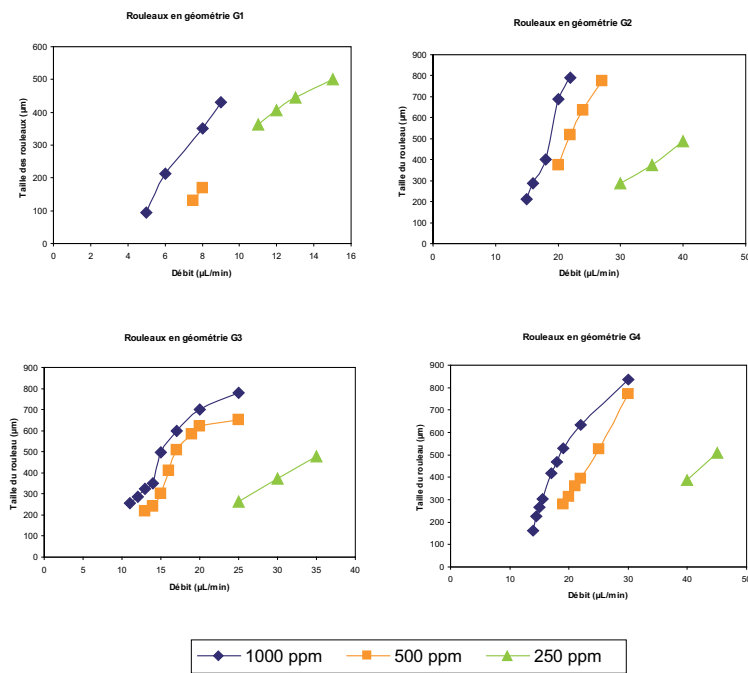 Rouleaux en géométrie G1
Taille des rouleaux (µm)
600
500
400
300
200
100
0
0 2 4 6 8 10 12 14 16
Débit (µL/min)
Rouleaux en géométrie G2
Taille du rouleau (µm)
900
800
700
600
500
400
300
200
100
0
0 10 20 30 40 50
Débit (µL/min)
Rouleaux en géométrie G3
Taille du rouleau (µm)
900
800
700
600
500
400
300
200
100
0
0 5 10 15 20 25 30 35 40
Débit (µL/min)
Rouleaux en géométrie G4
Taille du rouleau (µm)
900
800
700
600
500
400
300
200
100
0
0 10 20 30 40 50
Débit (µL/min)
1000 ppm 500 ppm 250 ppm